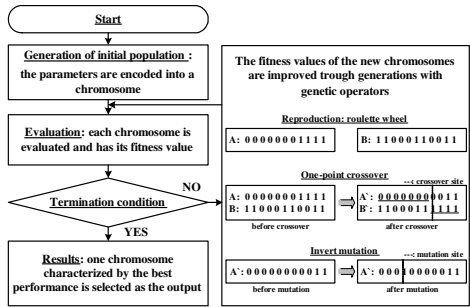 Start
Generation of initial population :
the parameters are encoded into a
chromosome
Evaluation: each chromosome is
evaluated and has its fitness value
Termination condition
NO
YES
Results: one chromosome
characterized by the best
performance is selected as the output
The fitness values of the new chromosomes
are improved trough generations with
genetic operators
Reproduction: roulette wheel
A: 0 0 0 0 0 0 0 1 1 1 1
B: 1 1 0 0 0 1 1 0 0 1 1
One-point crossover
---: crossover site
A: 0 0 0 0 0 0 0 1 1 1 1
B: 1 1 0 0 0 1 1 0 0 1 1
before crossover
A`: 0 0 0 0 0 0 0 0 0 1 1
B`: 1 1 0 0 0 1 1 1 1 1 1
after crossover
Invert mutation
---: mutation site
A`: 0 0 0 0 0 0 0 0 0 1 1
before mutation
A`: 0 0 0 1 0 0 0 0 0 1 1
after mutation